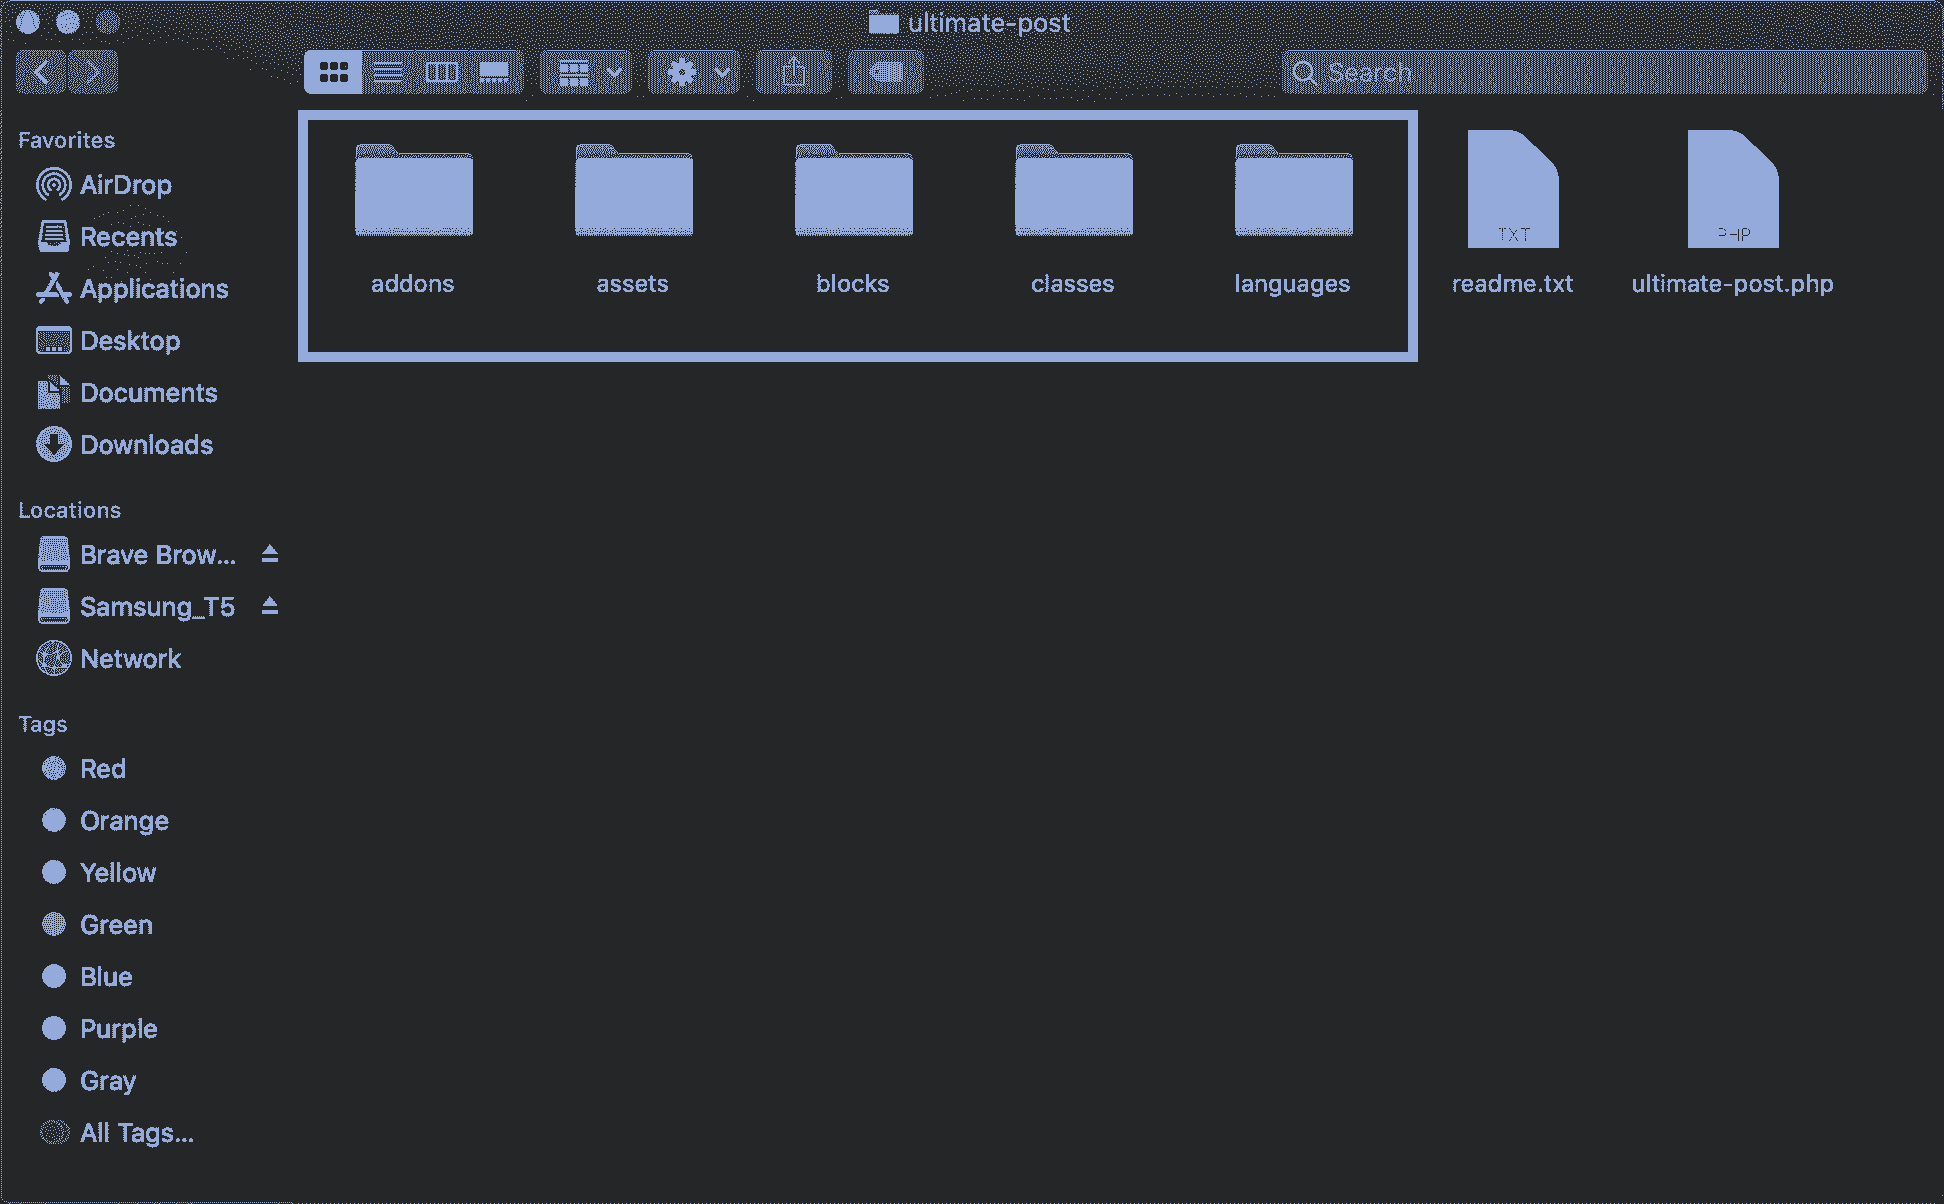 ultimate-post
Search
Favorites
AirDrop
Recents
Applications
Desktop
Documents
Downloads
Locations
Brave Brow...
Samsung_T5
Network
Tags
Red
Orange
Yellow
Green
Blue
Purple
Gray
All Tags...
TXT
PHP
addons
assets
blocks
classes
languages
readme.txt
ultimate-post.php